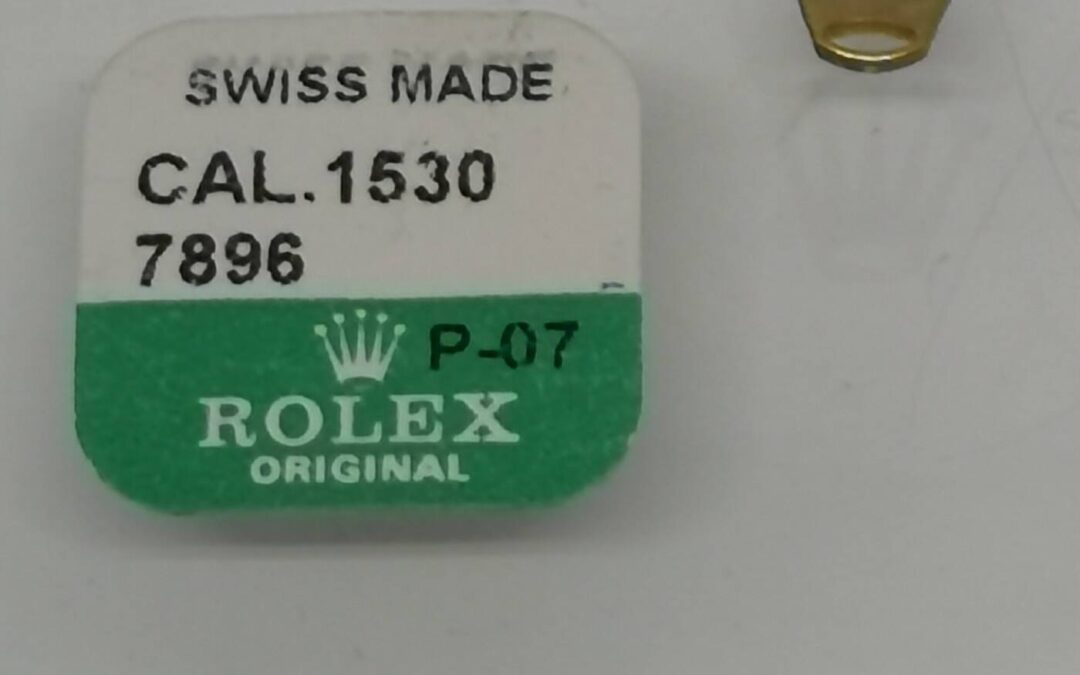 SWISS MADE
CAL.1530
7896
P-07
ROLEX
ORIGINAL